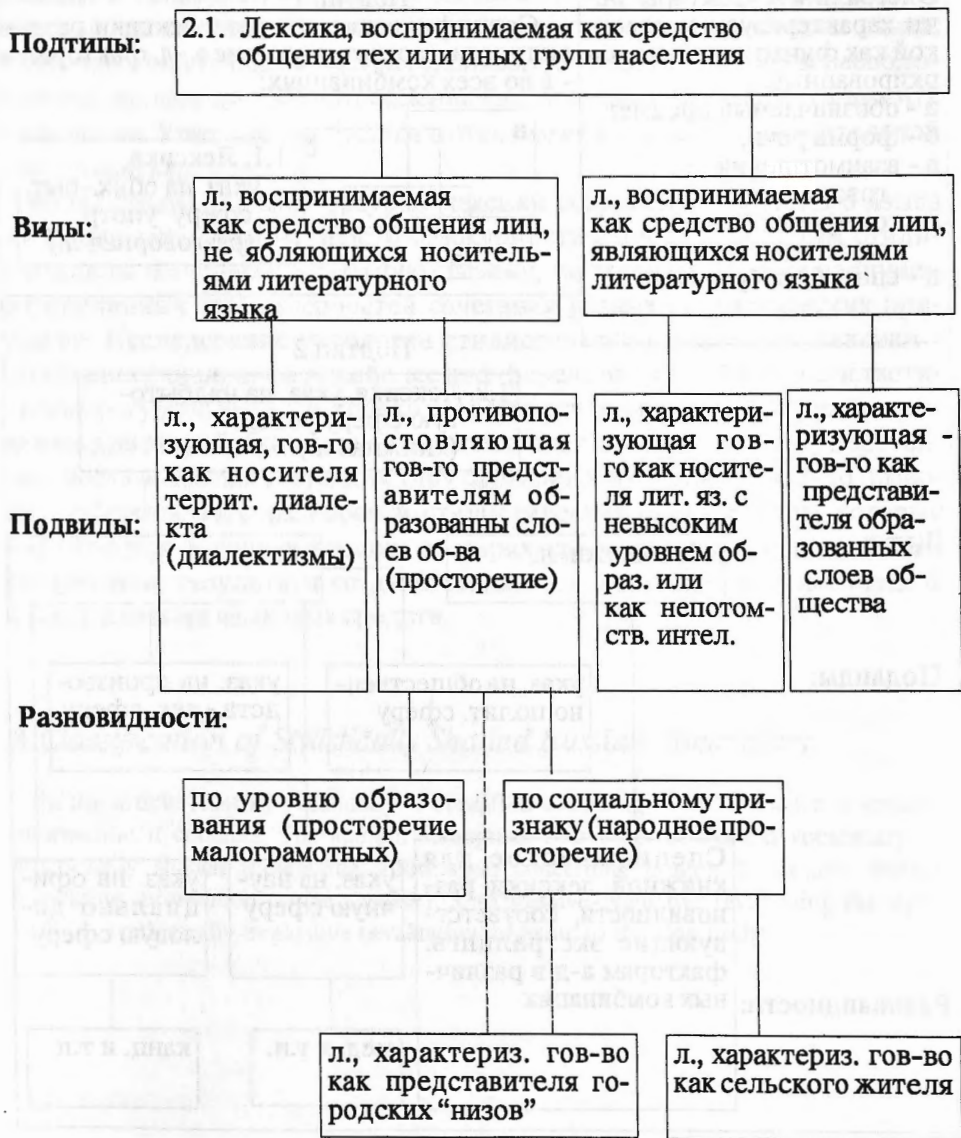 Подтипы:
2.1. Лексика, воспринимаемая как средство
общения тех или иных групп населения
Виды:
л., воспринимаемая
как средство общения лиц,
не ябляющихся носитель-
ями литературного
языка
л., воспринимаемая
как средство общения лиц,
являющихся носителями
литературного языка
Подвиды:
л., характери-
зующая, гов-го
как носителя
террит. диале-
кта
(диалектизмы)
л., противопо-
стовляющая
гов-го предст-
авителям об-
разованны сло-
ев об-ва
(просторечие)
л., характери-
зующая гов-
го как носите-
ля лит. яз. с
невысоким
уровнем об-
раз. или
как непотом-
ств. интел.
л., характе-
ризующая -
гов-го как
представи-
теля обра-
зованных
слоев об-
щества
Разновидности:
по уровню образо-
вания (просторечие
малограмотных)
по социальному при-
знаку (народное про-
сторечие)
л., характериз. гов-во
как представителя го-
родских “низов”
л., характериз. гов-во
как сельского жителя